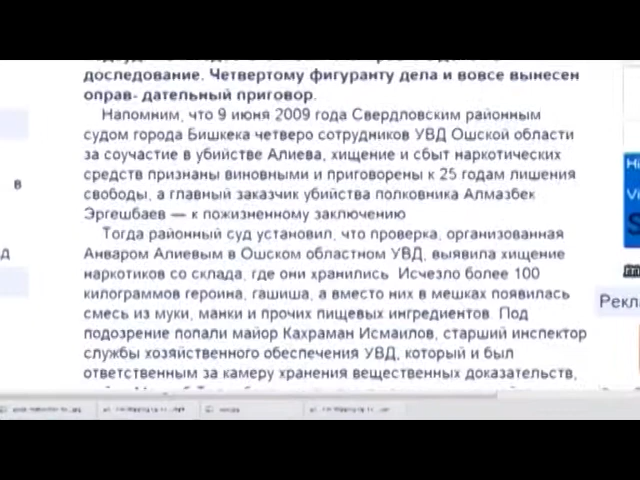 доследование. Четвертому фигуранту дела и вовсе вынесен
оправ- дательный приговор.
Напомним, что 9 июня 2009 года Свердловским районным
судом города Бишкека четверо сотрудников УВД Ошской области
за соучастие в убийстве Алиева, хищение и сбыт наркотических
средств признаны виновными и приговорены к 25 годам лишения
свободы, а главный заказчик убийства полковника Алмазбек
Эргешбаев — к пожизненному заключению
Тогда районный суд установил, что проверка, организованная
Анваром Алиевым в Ошском областном УВД, выявила хищение
наркотиков со склада, где они хранились Исчезло более 100
килограммов героина, гашиша, а вместо них в мешках появилась
смесь из муки, манки и прочих пищевых ингредиентов. Под
подозрение попали майор Кахраман Исмаилов, старший инспектор
службы хозяйственного обеспечения УВД, который и был
ответственным за камеру хранения вещественных доказательств,
в
д
Hi
Vi
S
m
Рекла